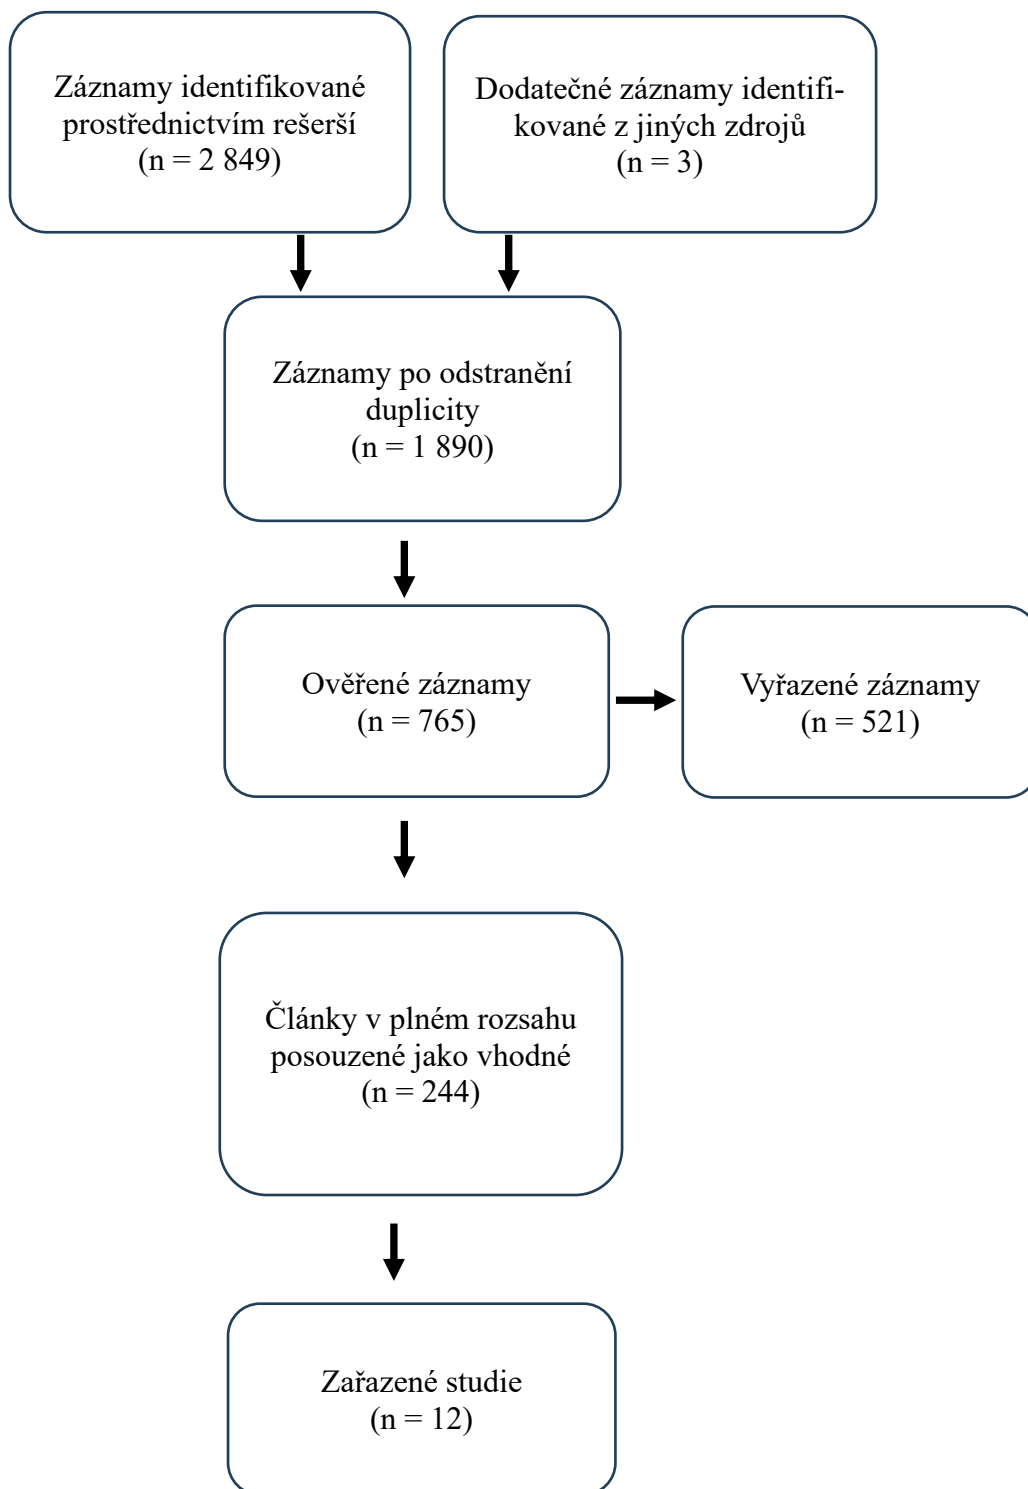 Záznamy identifikované
prostřednictvím rešerší
(n = 2 849)
Dodatečné záznamy identifi-
kované z jiných zdrojů
(n = 3)
Záznamy po odstranění
duplicity
(n = 1 890)
Ověřené záznamy
(n = 765)
Vyřazené záznamy
(n = 521)
Články v plném rozsahu
posouzené jako vhodné
(n = 244)
Zařazené studie
(n = 12)